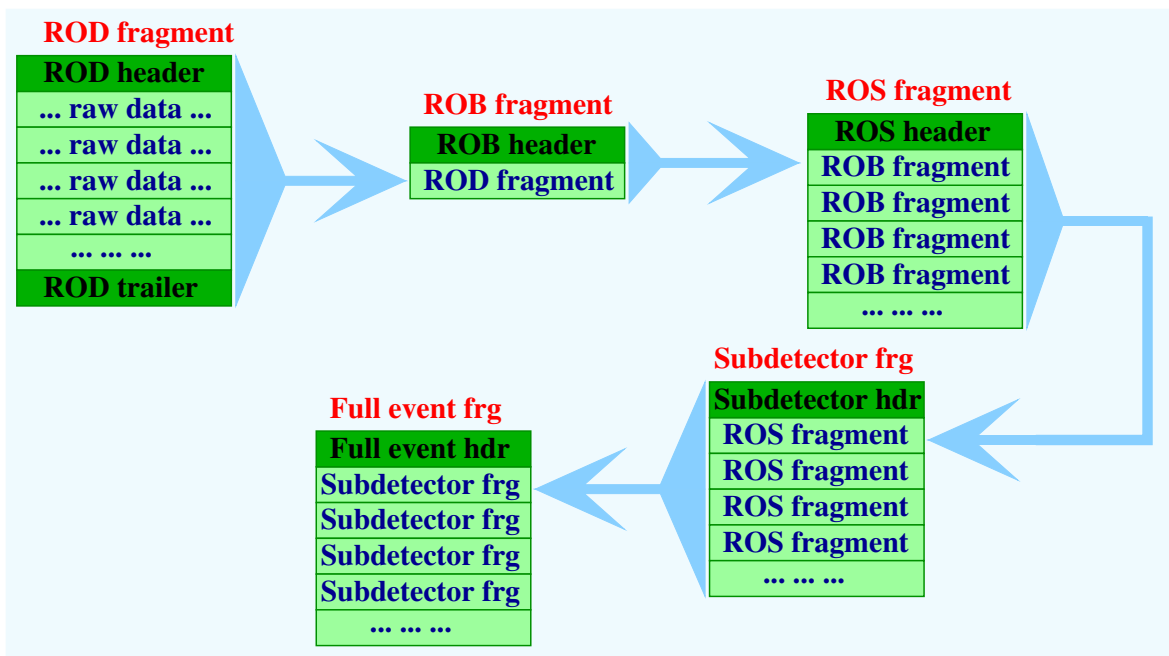 ROD fragment
ROD header
... raw data ...
... raw data ...
... raw data ...
... raw data ...
... ... ...
ROD trailer
ROB fragment
ROB header
ROD fragment
ROS fragment
ROS header
ROB fragment
ROB fragment
ROB fragment
ROB fragment
... ... ...
Subdetector frg
Subdetector hdr
ROS fragment
ROS fragment
ROS fragment
ROS fragment
... ... ...
Full event frg
Full event hdr
Subdetector frg
Subdetector frg
Subdetector frg
Subdetector frg
... ... ...